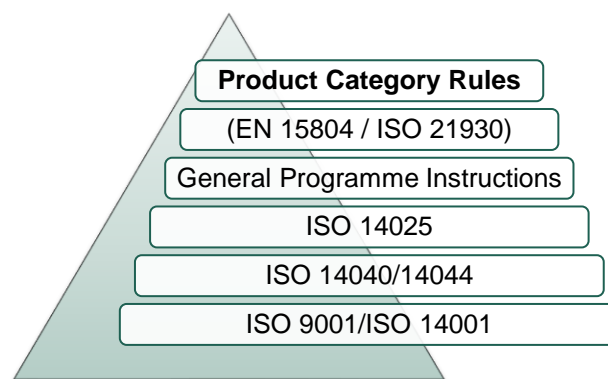 Product Category Rules
(EN 15804 / ISO 21930)
General Programme Instructions
ISO 14025
ISO 14040/14044
ISO 9001/ISO 14001